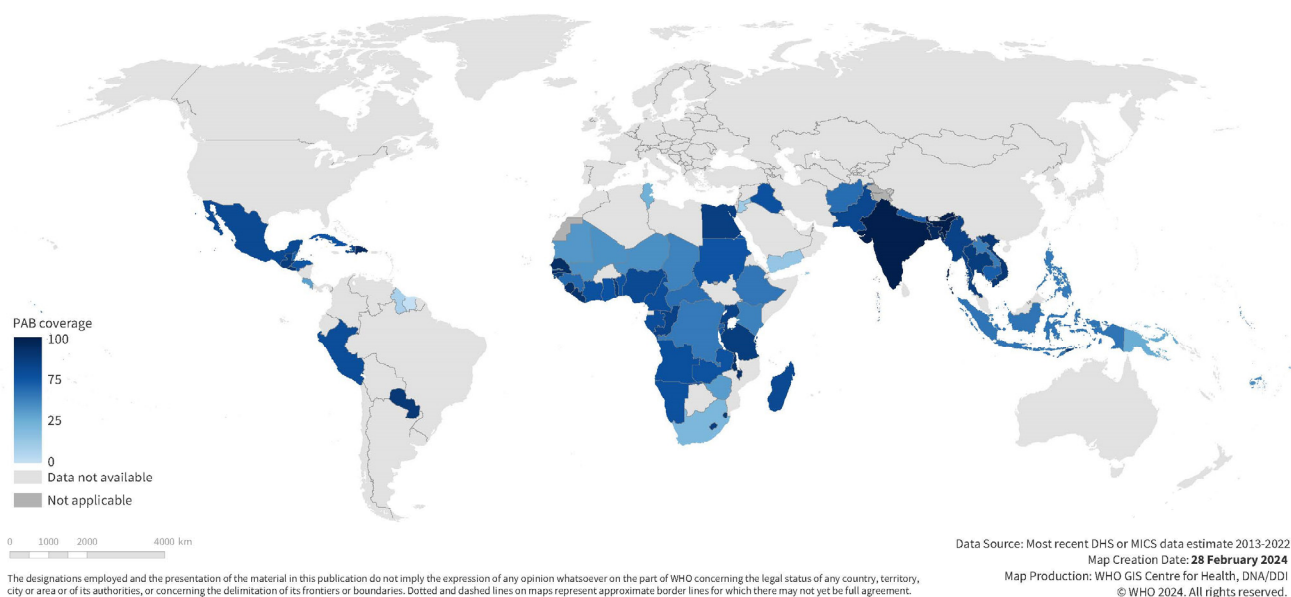 PAB coverage
100
75
25
0
Data not available
Not applicable
0 1000 2000 4000 km
The designations employed and the presentation of the material in this publication do not imply the expression of any opinion whatsoever on the part of WHO concerning the legal status of any country, territory,
city or area or of its authorities, or concerning the delimitation of its frontiers or boundaries. Dotted and dashed lines on maps represent approximate border lines for which there may not yet be full agreement.
Data Source: Most recent DHS or MICS data estimate 2013-2022
Map Creation Date: 28 February 2024
Map Production: WHO GIS Centre for Health, DNA/DDI
© WHO 2024. All rights reserved.